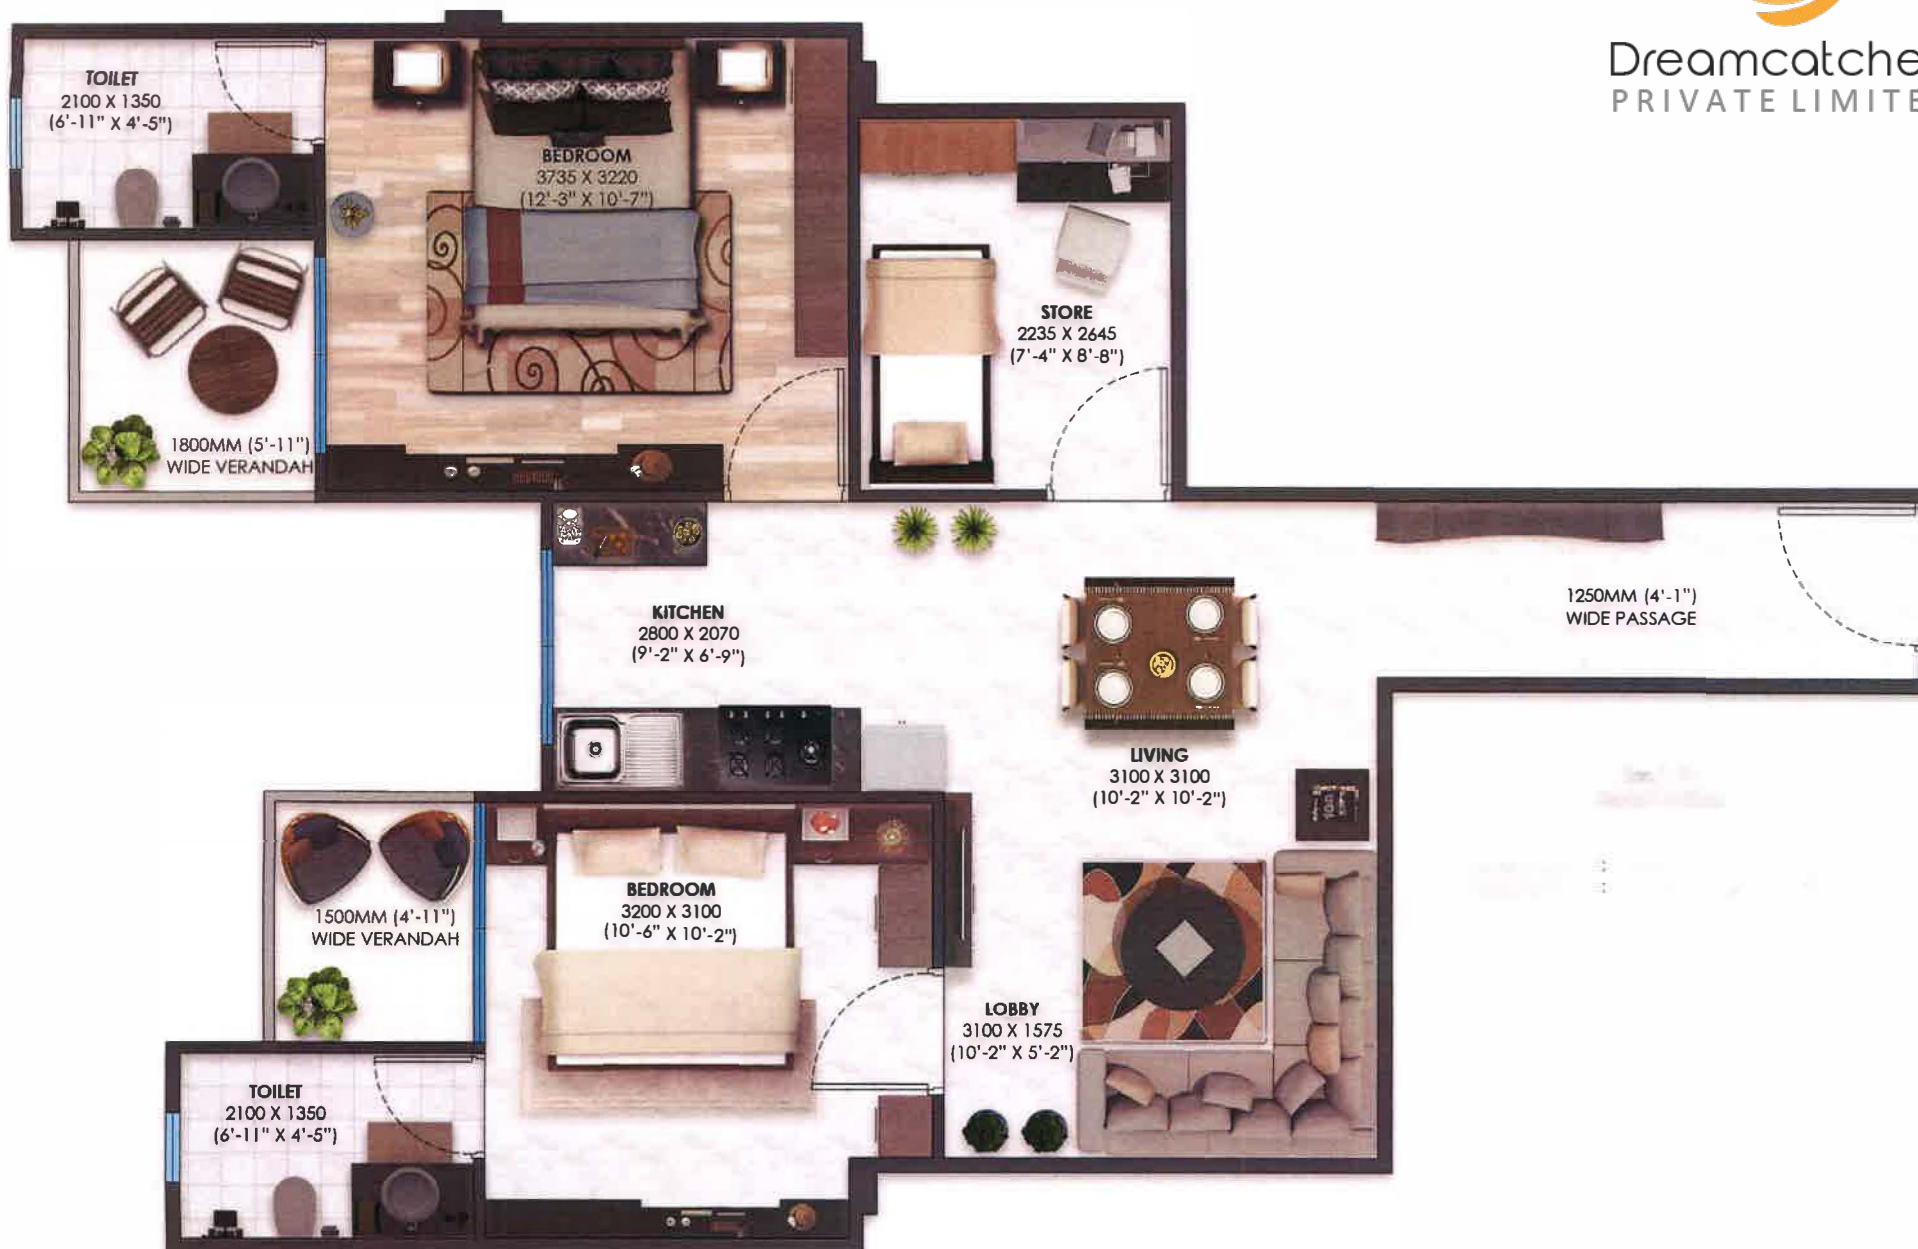 Dreamcatche
PRIVATE LIMITE
TOILET
2100 X 1350
(6'-11" X 4'-5")
BEDROOM
3735 X 3220
(12'-3" X 10'-7")
STORE
2235 X 2645
(7'-4" X 8'-8")
1800MM (5'-11")
WIDE VERANDAH
KITCHEN
2800 X 2070
(9'-2" X 6'-9")
1250MM (4'-1")
WIDE PASSAGE
LIVING
3100 X 3100
(10'-2" X 10'-2")
BEDROOM
3200 X 3100
(10'-6" X 10'-2")
1500MM (4'-11")
WIDE VERANDAH
LOBBY
3100 X 1575
(10'-2" X 5'-2")
TOILET
2100 X 1350
(6'-11" X 4'-5")